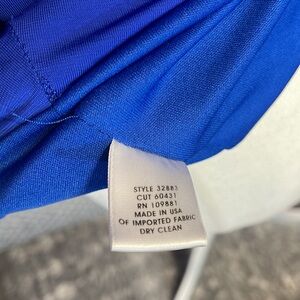 STYLE 32883
CUT 60431
RN 109881
MADE IN USA
OF IMPORTED FABRIC
DRY CLEAN